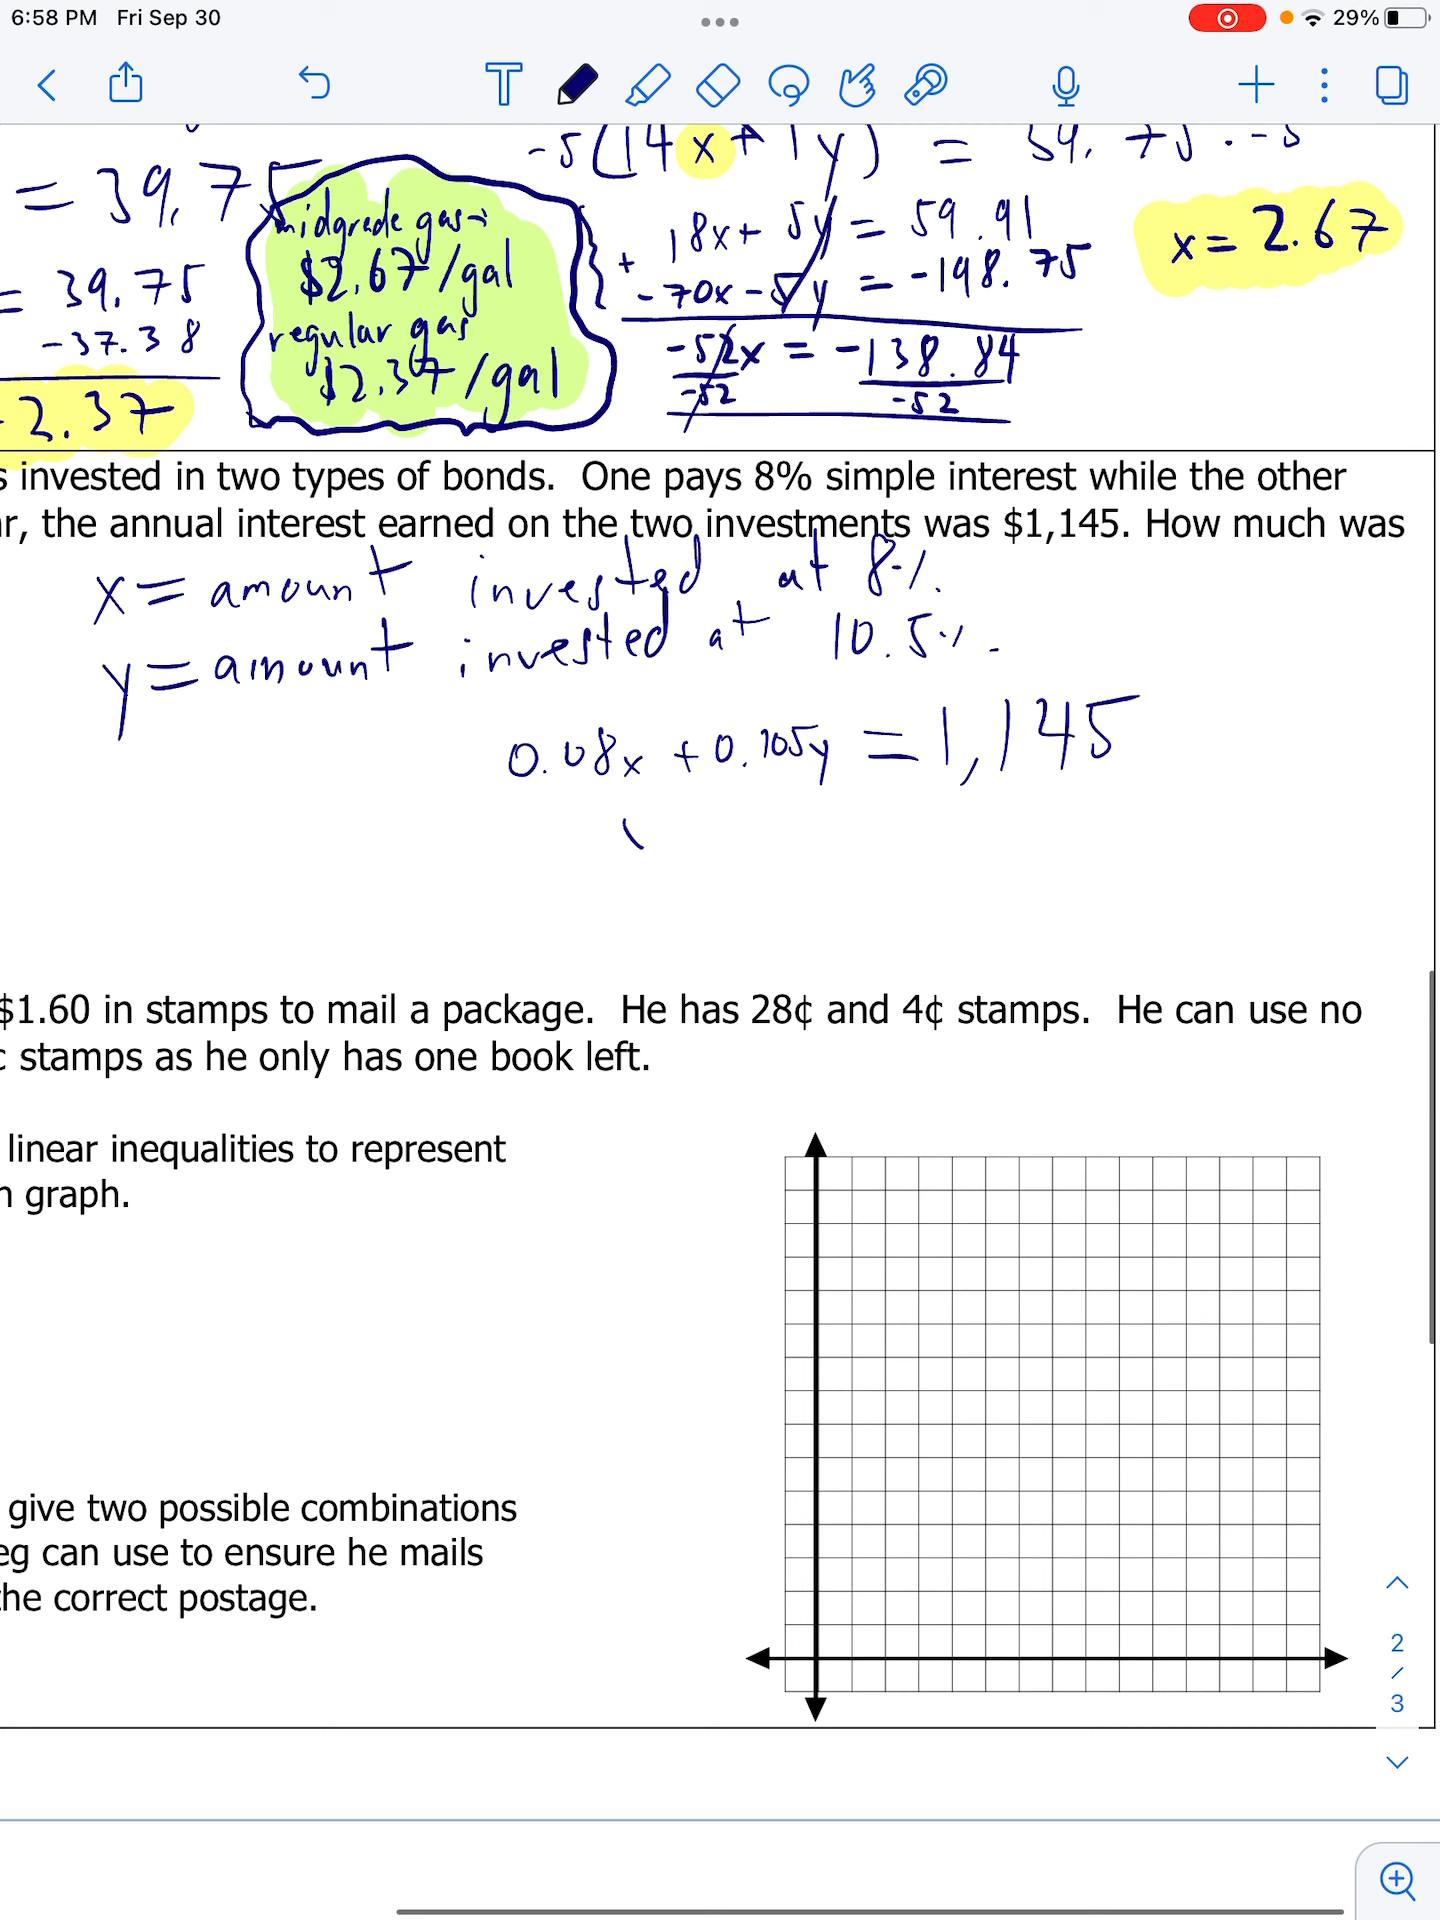 6:58 PM Fri Sep 30
29%
-5(14x + 1y) = 39.75 · -5
= 39.75
midgrade gas:
$2.67/gal
regular gas
$2.37/gal
18x + 5y = 59.91
+ -70x - 5y = -198.75
-52x = -138.84
-52 -52
x = 2.67
= 39.75
-37.38
2.37
s invested in two types of bonds. One pays 8% simple interest while the other
r, the annual interest earned on the two investments was $1,145. How much was
x = amount invested at 8%.
y = amount invested at 10.5%.
0.08x + 0.105y = 1,145
$1.60 in stamps to mail a package. He has 28¢ and 4¢ stamps. He can use no
stamps as he only has one book left.
linear inequalities to represent
n graph.
give two possible combinations
eg can use to ensure he mails
he correct postage.
2
/
3